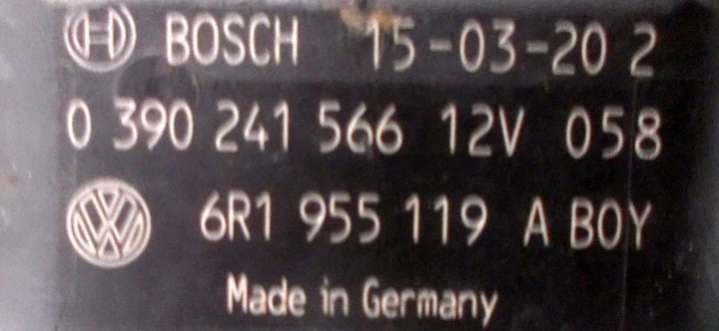 BOSCH 15-03-20 2
0 390 241 566 12V 058
6R1 955 119 A BOY
Made in Germany